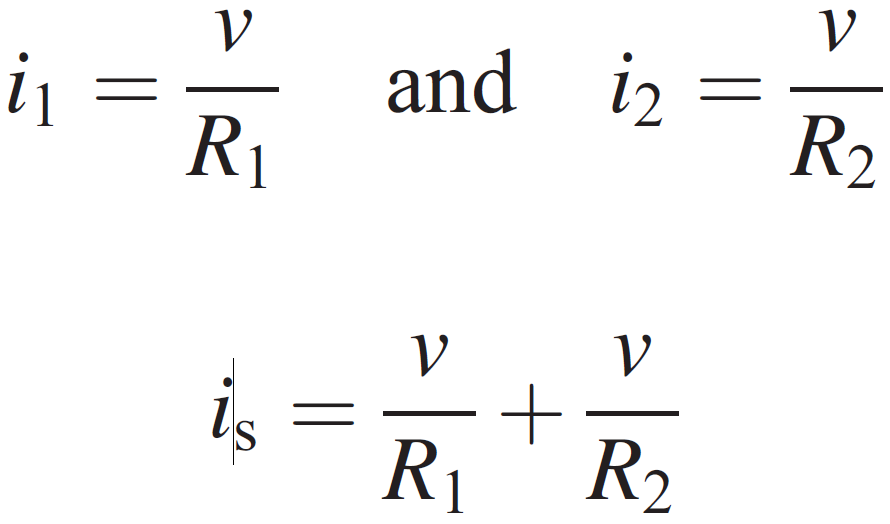 i₁ = v/R₁ and i₂ = v/R₂
iₛ = v/R₁ + v/R₂